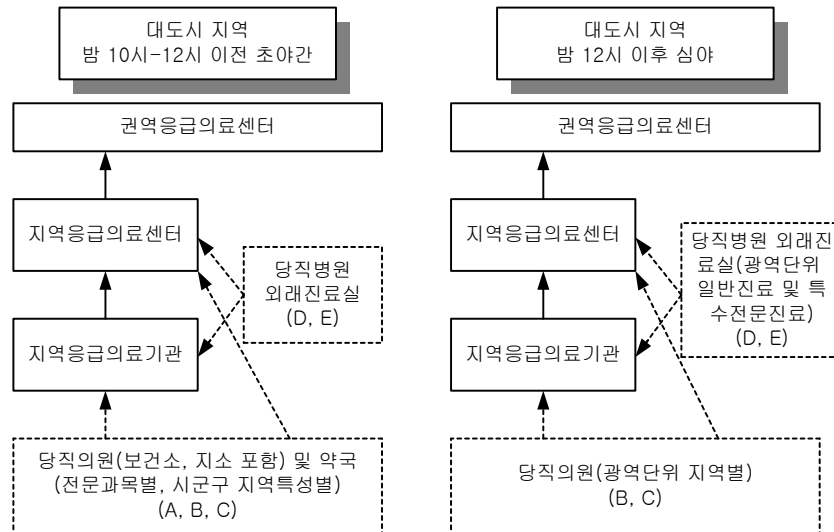 대도시 지역
밤 10시-12시 이전 초야간
권역응급의료센터
지역응급의료센터
당직병원
외래진료실
(D, E)
지역응급의료기관
당직의원(보건소, 지소 포함) 및 약국
(전문과목별, 시군구 지역특성별)
(A, B, C)
대도시 지역
밤 12시 이후 심야
권역응급의료센터
지역응급의료센터
당직병원 외래진
료실(광역단위
일반진료 및 특
수전문진료)
(D, E)
지역응급의료기관
당직의원(광역단위 지역별)
(B, C)